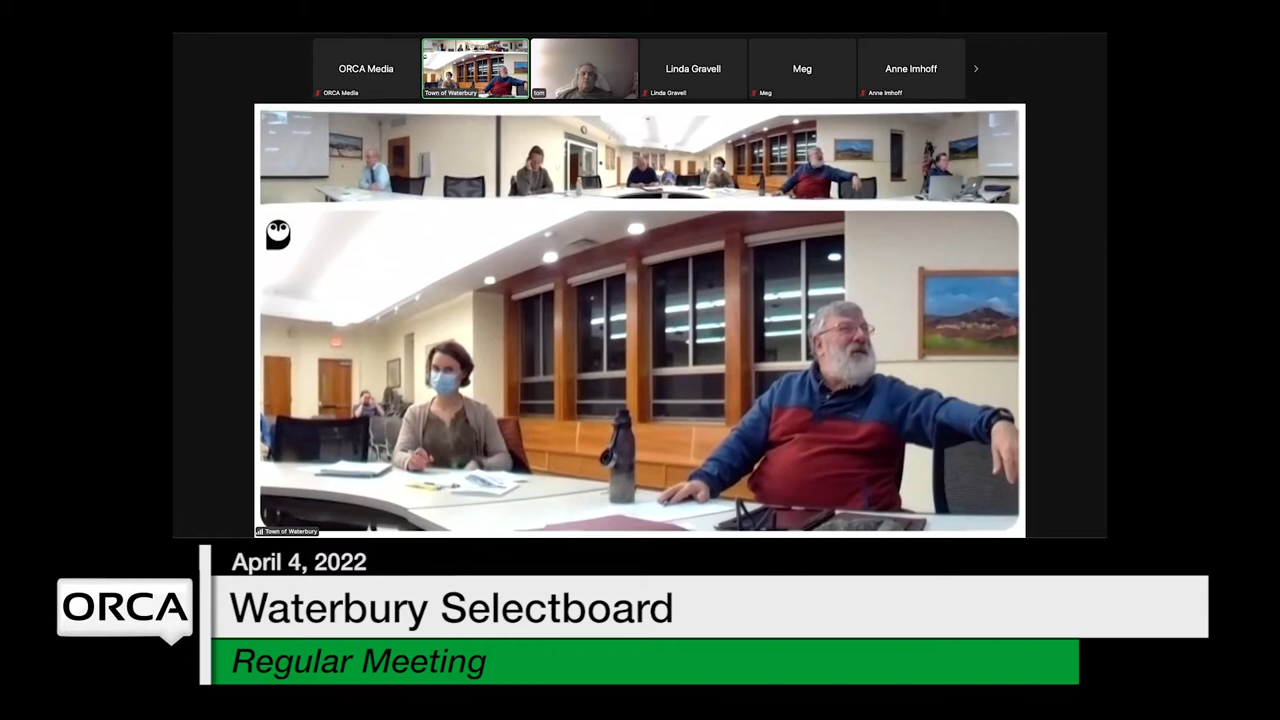 ORCA Media
Linda Gravell
Meg
Anne Imhoff
ORCA Media
Town of Waterbury
tom
Linda Gravell
Meg
Anne Imhoff
Town of Waterbury
April 4, 2022
ORCA
Waterbury Selectboard
Regular Meeting